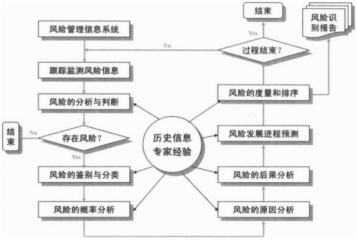 结束
风险识
别报告
风险管理信息系统
Yes
No
过程结束?
跟踪监测风险信息
风险的度量和排序
风险的分析与判断
历史信息
专家经验
风险发展进程预测
结
束
No
存在风险?
Yes
风险的鉴别与分类
风险的后果分析
风险的概率分析
风险的原因分析